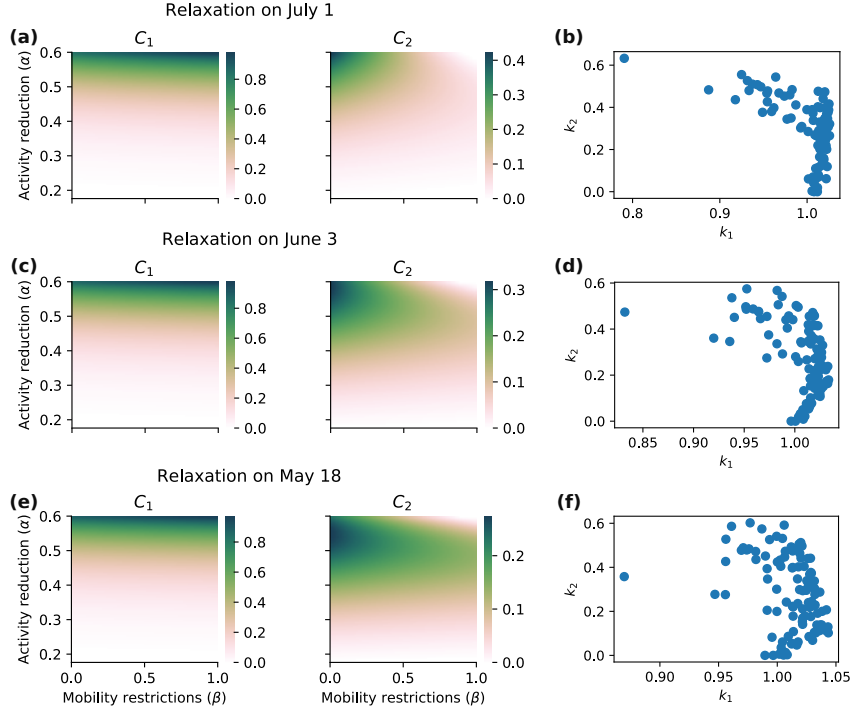 Relaxation on July 1
(a) C1 C2 (b)
Activity reduction (α)
0.6
0.5
0.4
0.3
0.2
0.8
0.6
0.4
0.2
0.0
0.4
0.3
0.2
0.1
0.0
k2
0.6
0.4
0.2
0.0
0.8 0.9 1.0
k1
Relaxation on June 3
(c) C1 C2 (d)
Activity reduction (α)
0.6
0.5
0.4
0.3
0.2
0.8
0.6
0.4
0.2
0.0
0.3
0.2
0.1
0.0
k2
0.6
0.4
0.2
0.0
0.85 0.90 0.95 1.00
k1
Relaxation on May 18
(e) C1 C2 (f)
Activity reduction (α)
0.6
0.5
0.4
0.3
0.2
0.0 0.5 1.0
Mobility restrictions (β)
0.8
0.6
0.4
0.2
0.0
0.0 0.5 1.0
Mobility restrictions (β)
0.2
0.1
0.0
k2
0.6
0.4
0.2
0.0
0.90 0.95 1.00 1.05
k1